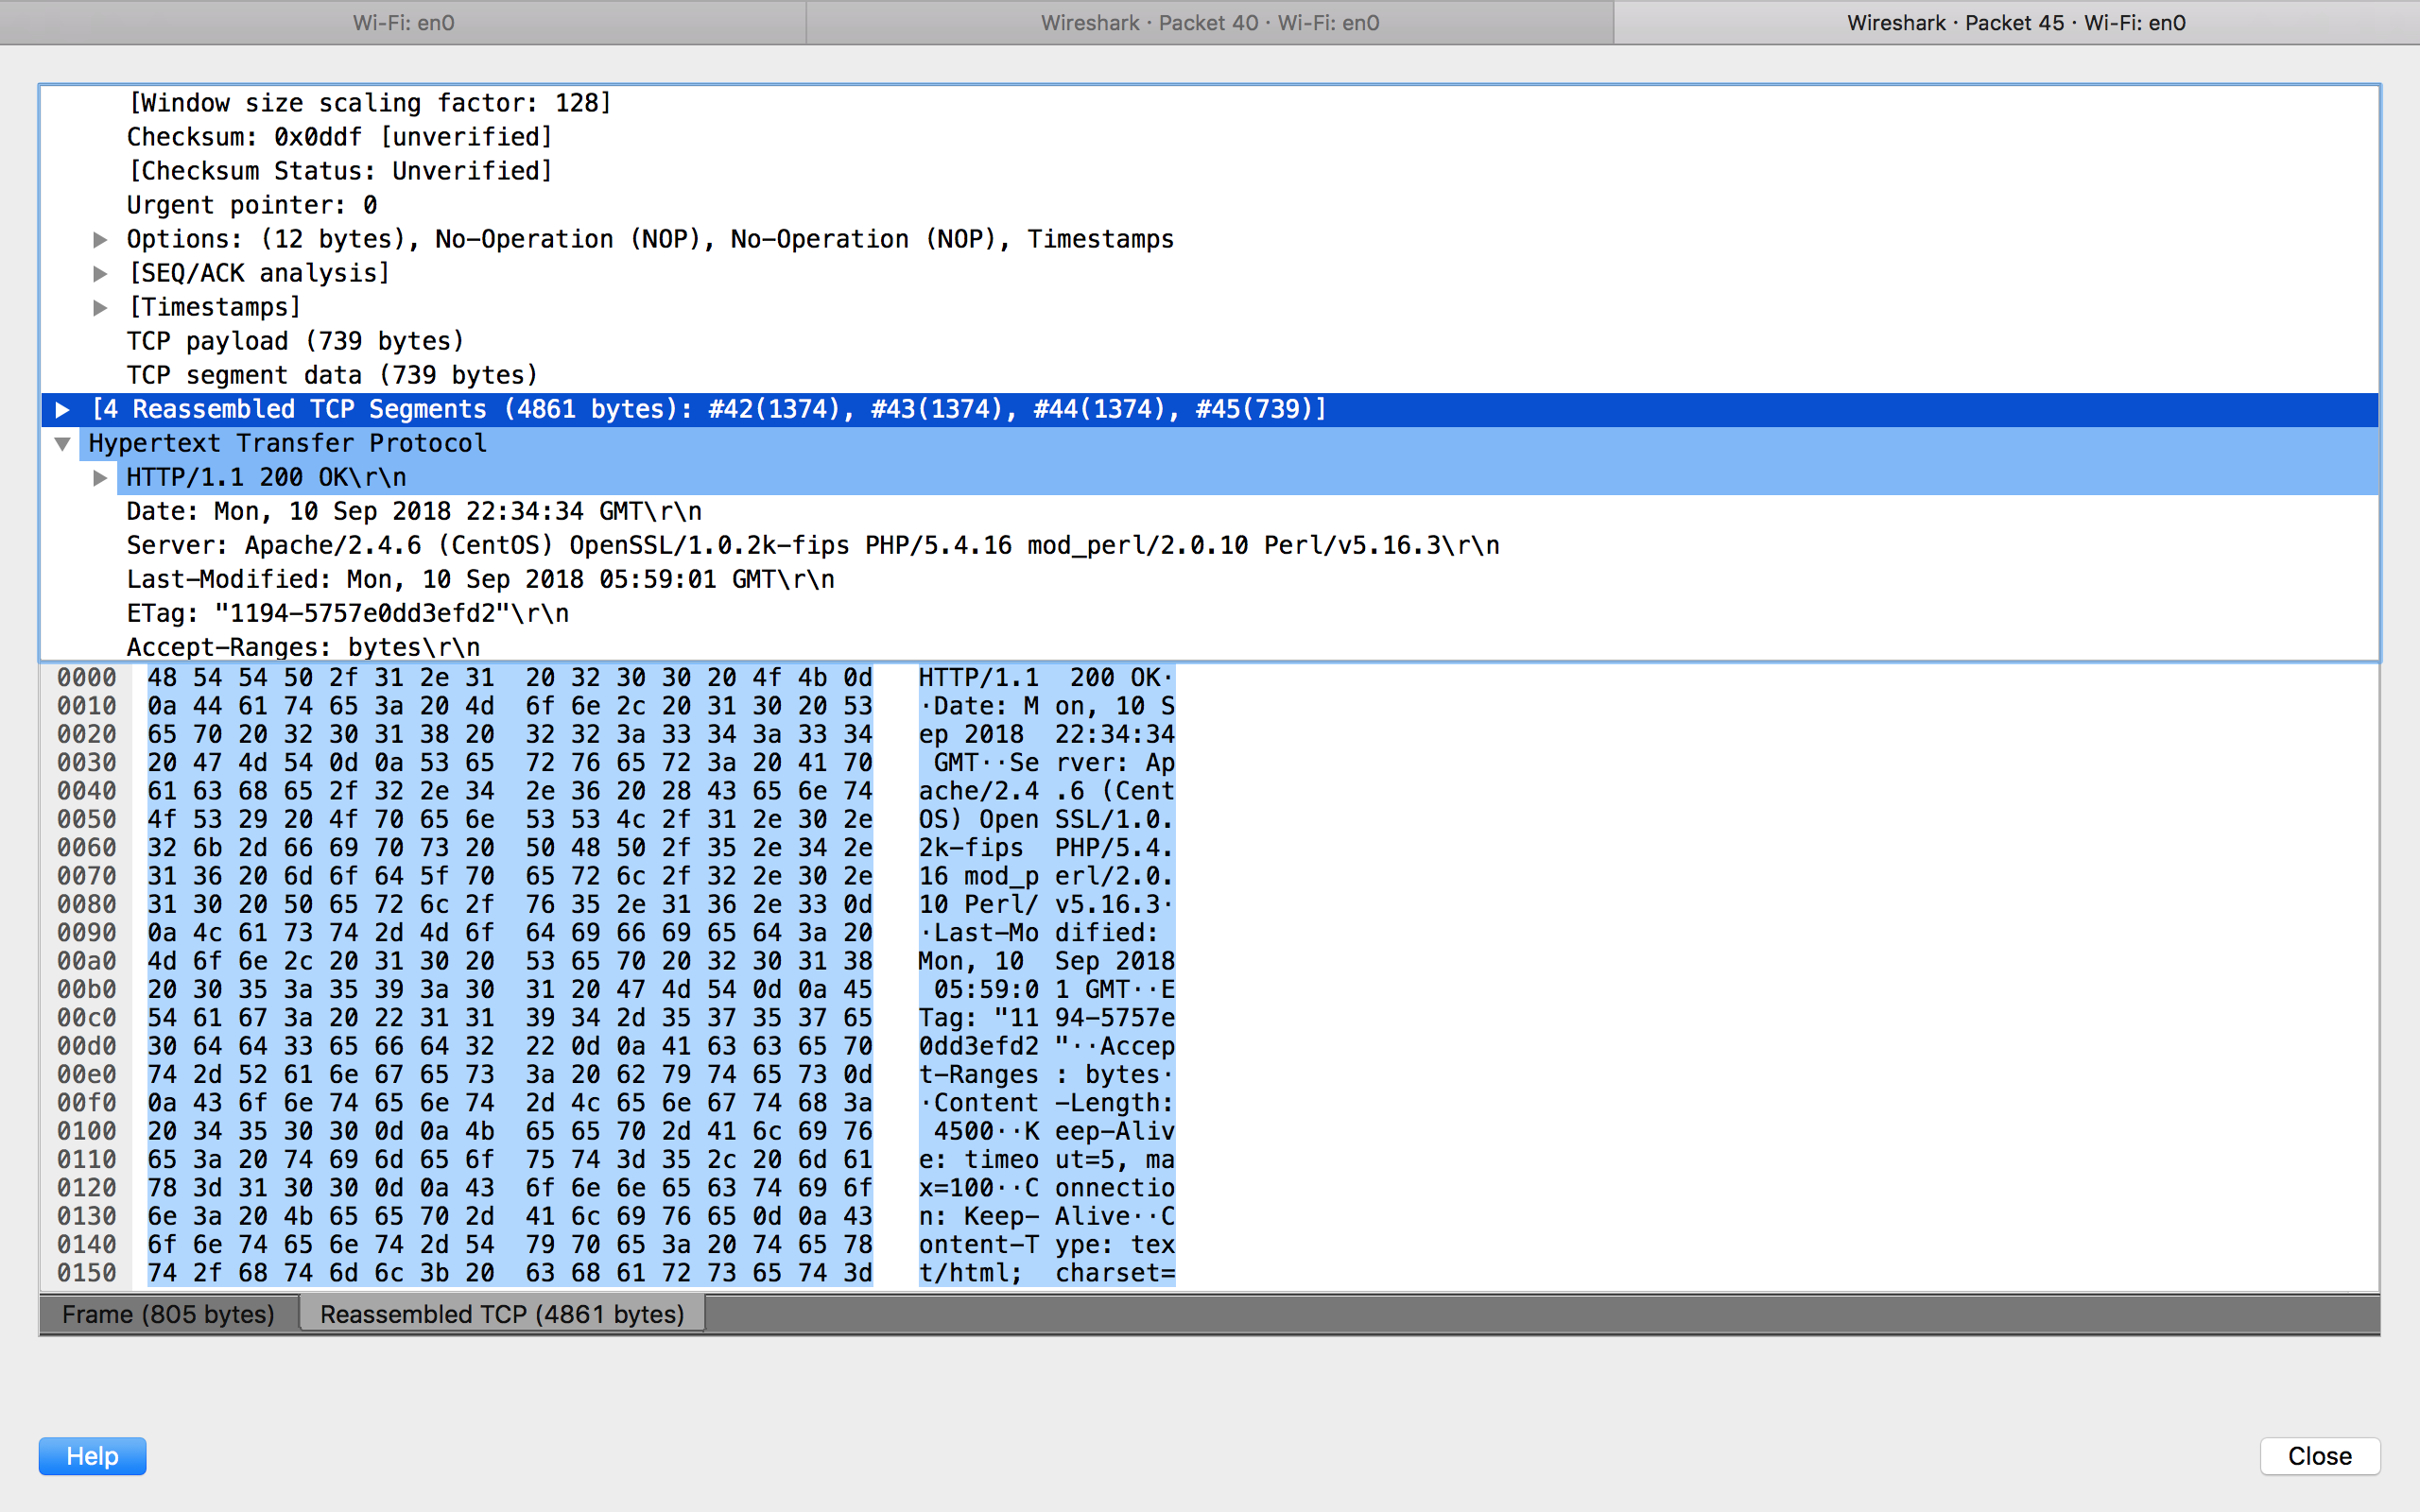 Wi-Fi: en0
Wireshark · Packet 40 · Wi-Fi: en0
Wireshark · Packet 45 · Wi-Fi: en0
[Window size scaling factor: 128]
Checksum: 0x0ddf [unverified]
[Checksum Status: Unverified]
Urgent pointer: 0
Options: (12 bytes), No-Operation (NOP), No-Operation (NOP), Timestamps
[SEQ/ACK analysis]
[Timestamps]
TCP payload (739 bytes)
TCP segment data (739 bytes)
[4 Reassembled TCP Segments (4861 bytes): #42(1374), #43(1374), #44(1374), #45(739)]
Hypertext Transfer Protocol
HTTP/1.1 200 OK\r\n
Date: Mon, 10 Sep 2018 22:34:34 GMT\r\n
Server: Apache/2.4.6 (CentOS) OpenSSL/1.0.2k-fips PHP/5.4.16 mod_perl/2.0.10 Perl/v5.16.3\r\n
Last-Modified: Mon, 10 Sep 2018 05:59:01 GMT\r\n
ETag: "1194-5757e0dd3efd2"\r\n
Accept-Ranges: bytes\r\n
0000 48 54 54 50 2f 31 2e 31 20 32 30 30 20 4f 4b 0d HTTP/1.1 200 OK·
0010 0a 44 61 74 65 3a 20 4d 6f 6e 2c 20 31 30 20 53 ·Date: M on, 10 S
0020 65 70 20 32 30 31 38 20 32 32 3a 33 34 3a 33 34 ep 2018 22:34:34
0030 20 47 4d 54 0d 0a 53 65 72 76 65 72 3a 20 41 70 GMT··Se rver: Ap
0040 61 63 68 65 2f 32 2e 34 2e 36 20 28 43 65 6e 74 ache/2.4 .6 (Cent
0050 4f 53 29 20 4f 70 65 6e 53 53 4c 2f 31 2e 30 2e OS) Open SSL/1.0.
0060 32 6b 2d 66 69 70 73 20 50 48 50 2f 35 2e 34 2e 2k-fips PHP/5.4.
0070 31 36 20 6d 6f 64 5f 70 65 72 6c 2f 32 2e 30 2e 16 mod_p erl/2.0.
0080 31 30 20 50 65 72 6c 2f 76 35 2e 31 36 2e 33 0d 10 Perl/ v5.16.3·
0090 0a 4c 61 73 74 2d 4d 6f 64 69 66 69 65 64 3a 20 ·Last-Mo dified:
00a0 4d 6f 6e 2c 20 31 30 20 53 65 70 20 32 30 31 38 Mon, 10 Sep 2018
00b0 20 30 35 3a 35 39 3a 30 31 20 47 4d 54 0d 0a 45 05:59:0 1 GMT··E
00c0 54 61 67 3a 20 22 31 31 39 34 2d 35 37 35 37 65 Tag: "11 94-5757e
00d0 30 64 64 33 65 66 64 32 22 0d 0a 41 63 63 65 70 0dd3efd2 "··Accep
00e0 74 2d 52 61 6e 67 65 73 3a 20 62 79 74 65 73 0d t-Ranges : bytes·
00f0 0a 43 6f 6e 74 65 6e 74 2d 4c 65 6e 67 74 68 3a ·Content -Length:
0100 20 34 35 30 30 0d 0a 4b 65 65 70 2d 41 6c 69 76 4500··K eep-Aliv
0110 65 3a 20 74 69 6d 65 6f 75 74 3d 35 2c 20 6d 61 e: timeo ut=5, ma
0120 78 3d 31 30 30 0d 0a 43 6f 6e 6e 65 63 74 69 6f x=100··C onnectio
0130 6e 3a 20 4b 65 65 70 2d 41 6c 69 76 65 0d 0a 43 n: Keep- Alive··C
0140 6f 6e 74 65 6e 74 2d 54 79 70 65 3a 20 74 65 78 ontent-T ype: tex
0150 74 2f 68 74 6d 6c 3b 20 63 68 61 72 73 65 74 3d t/html; charset=
Frame (805 bytes)
Reassembled TCP (4861 bytes)
Help
Close